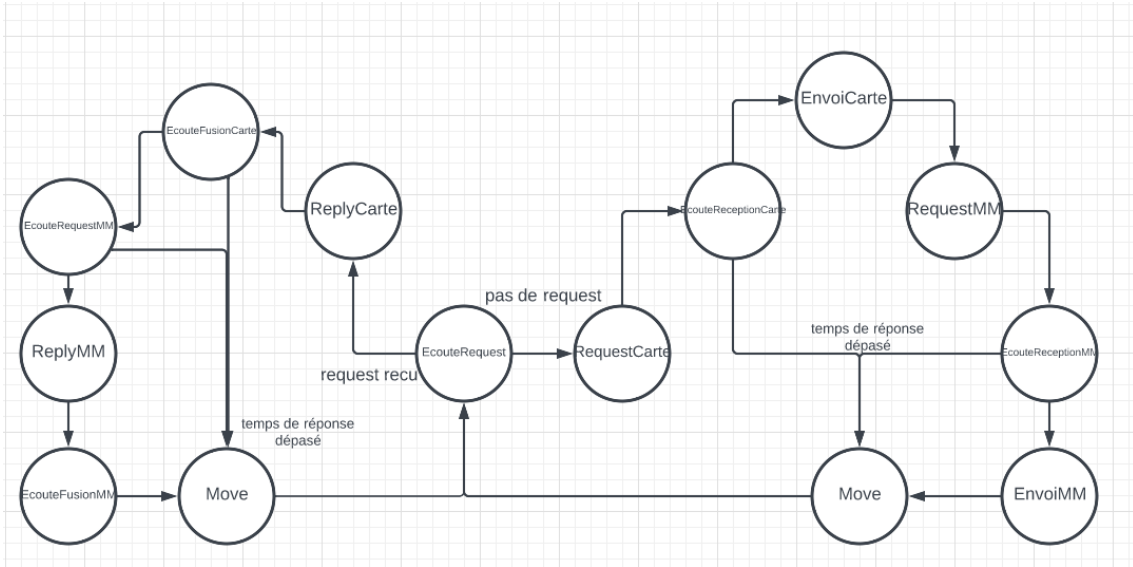 EnvoiCarte
EcouteFusionCarte
ReplyCarte
EcouteReceptionCarte
RequestMM
EcouteRequestMM
pas de request
temps de réponse
dépasé
ReplyMM
EcouteRequest
RequestCarte
EcouteReceptionMM
request recu
temps de réponse
dépasé
EcouteFusionMM
Move
Move
EnvoiMM